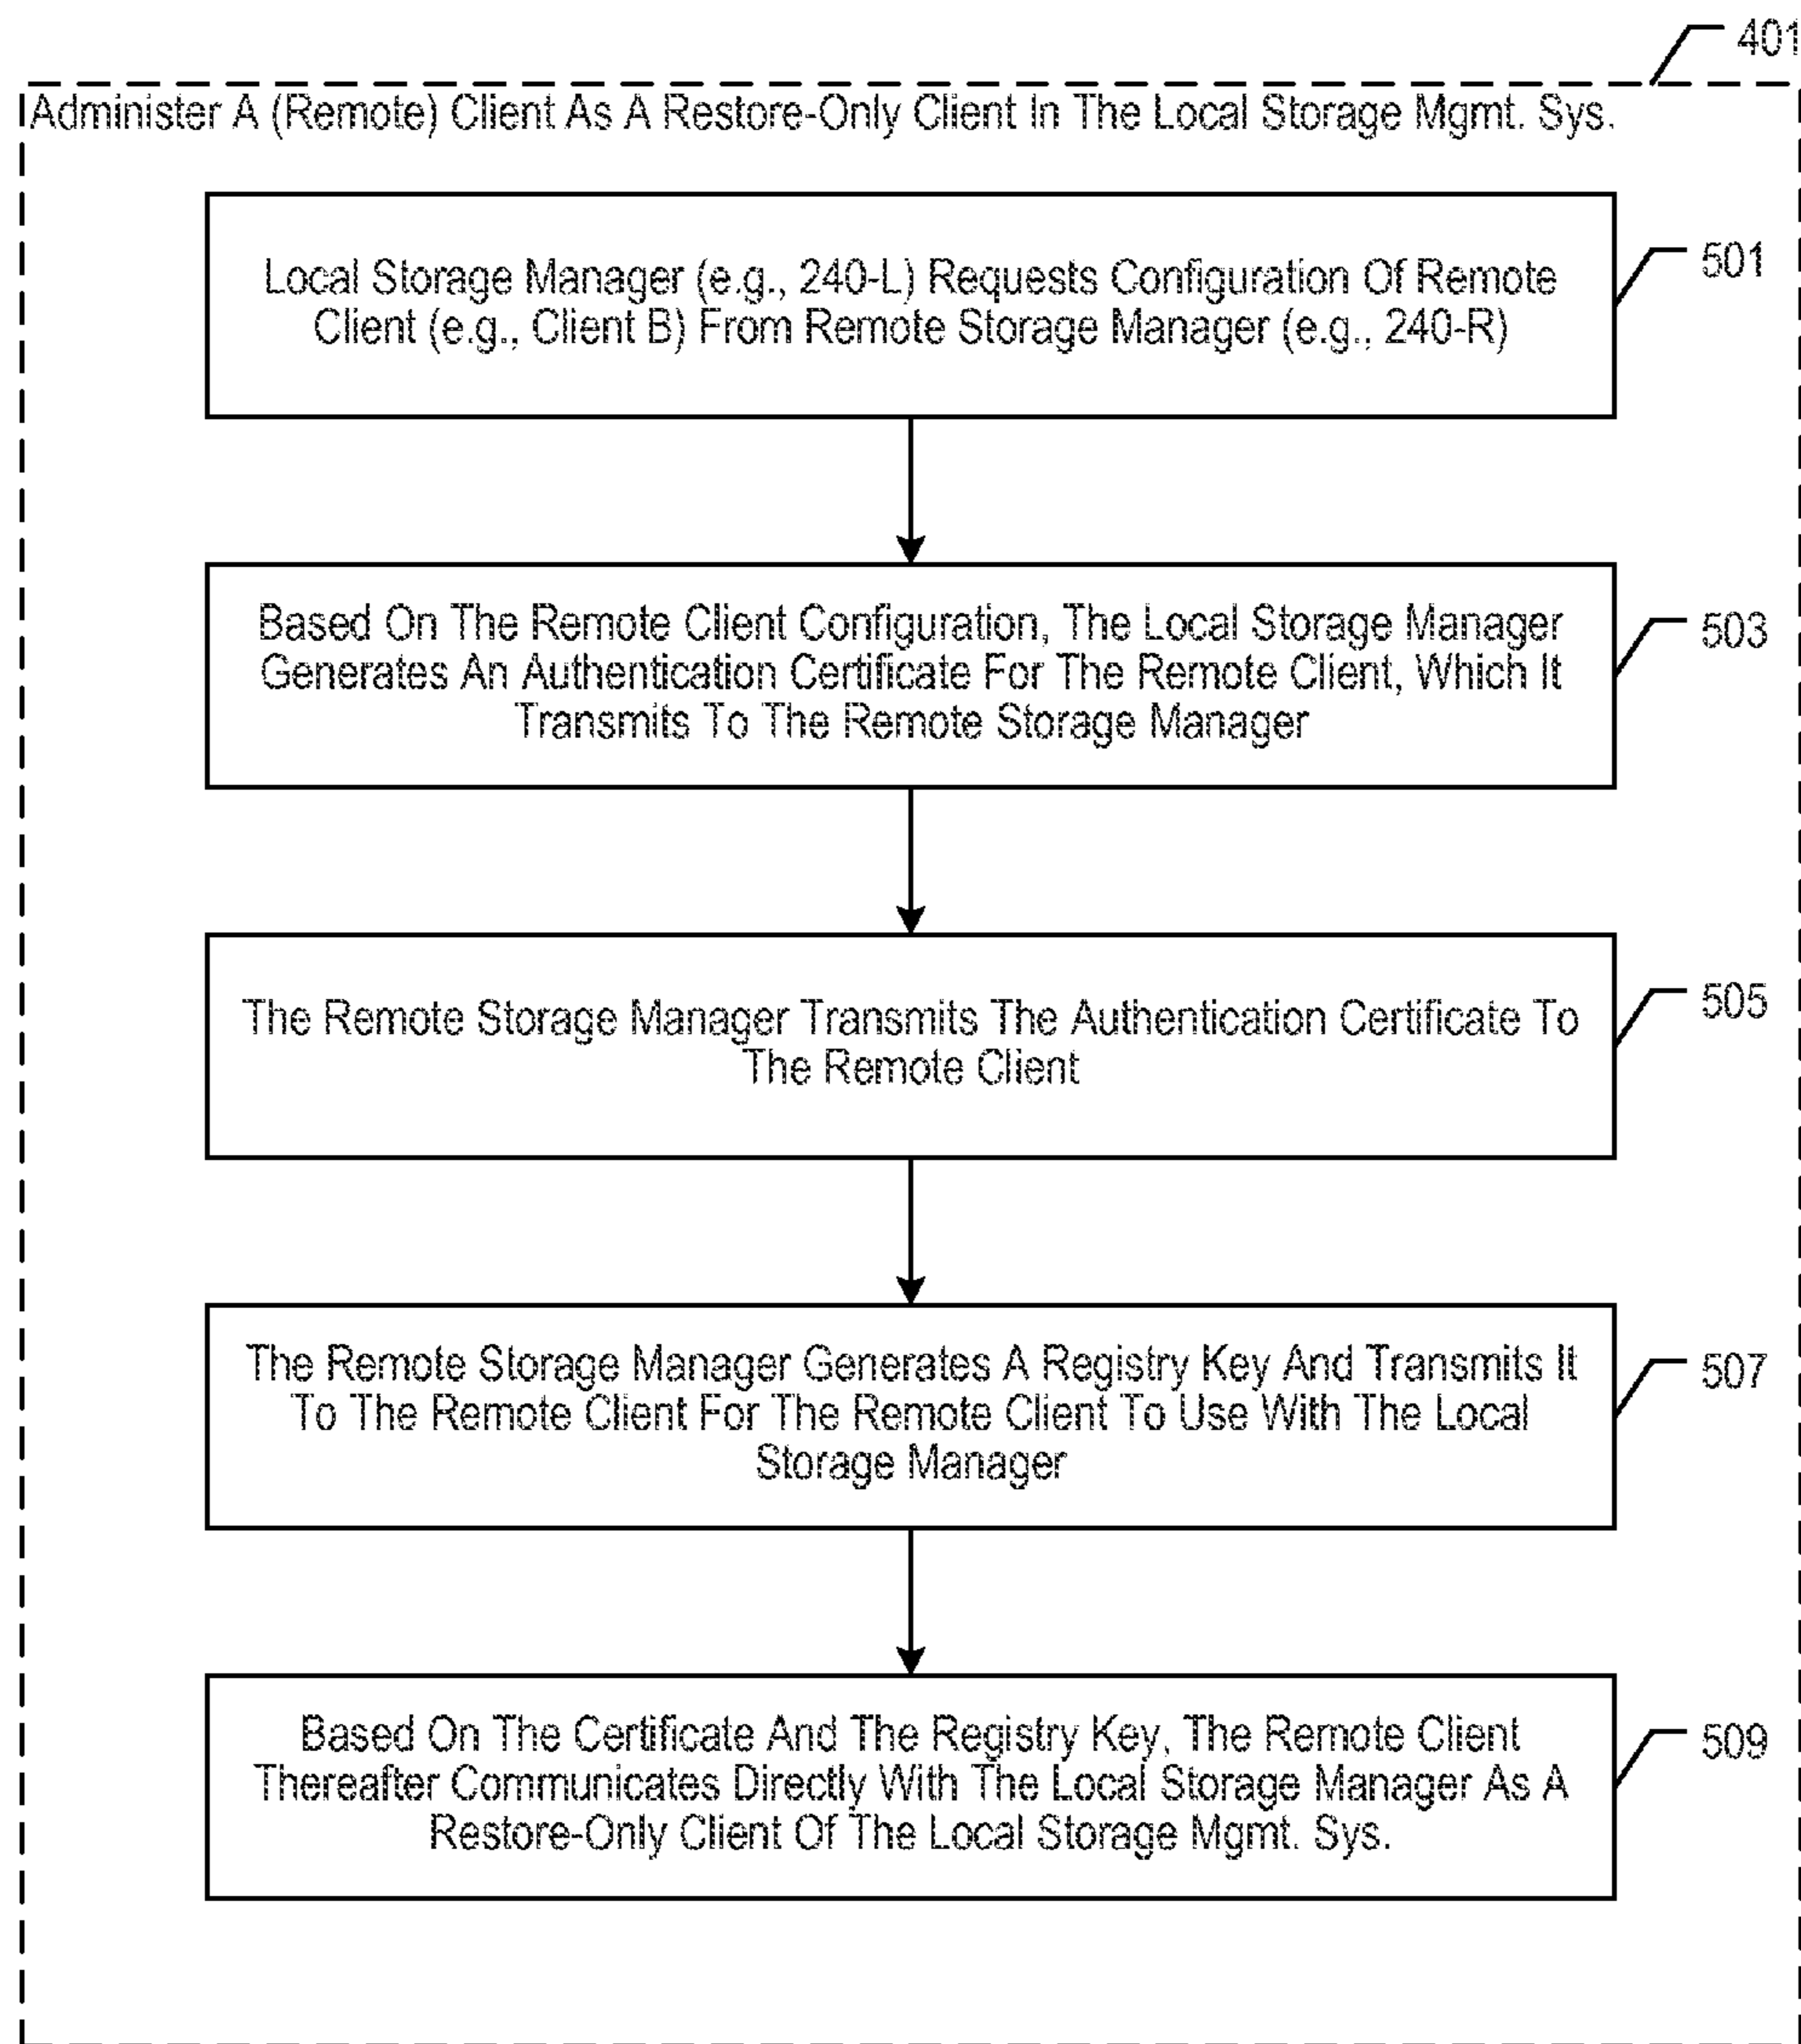 401
Administer A (Remote) Client As A Restore-Only Client In The Local Storage Mgmt. Sys.
Local Storage Manager (e.g., 240-L) Requests Configuration Of Remote
Client (e.g., Client B) From Remote Storage Manager (e.g., 240-R)
501
Based On The Remote Client Configuration, The Local Storage Manager
Generates An Authentication Certificate For The Remote Client, Which It
Transmits To The Remote Storage Manager
503
The Remote Storage Manager Transmits The Authentication Certificate To
The Remote Client
505
The Remote Storage Manager Generates A Registry Key And Transmits It
To The Remote Client For The Remote Client To Use With The Local
Storage Manager
507
Based On The Certificate And The Registry Key, The Remote Client
Thereafter Communicates Directly With The Local Storage Manager As A
Restore-Only Client Of The Local Storage Mgmt. Sys.
509